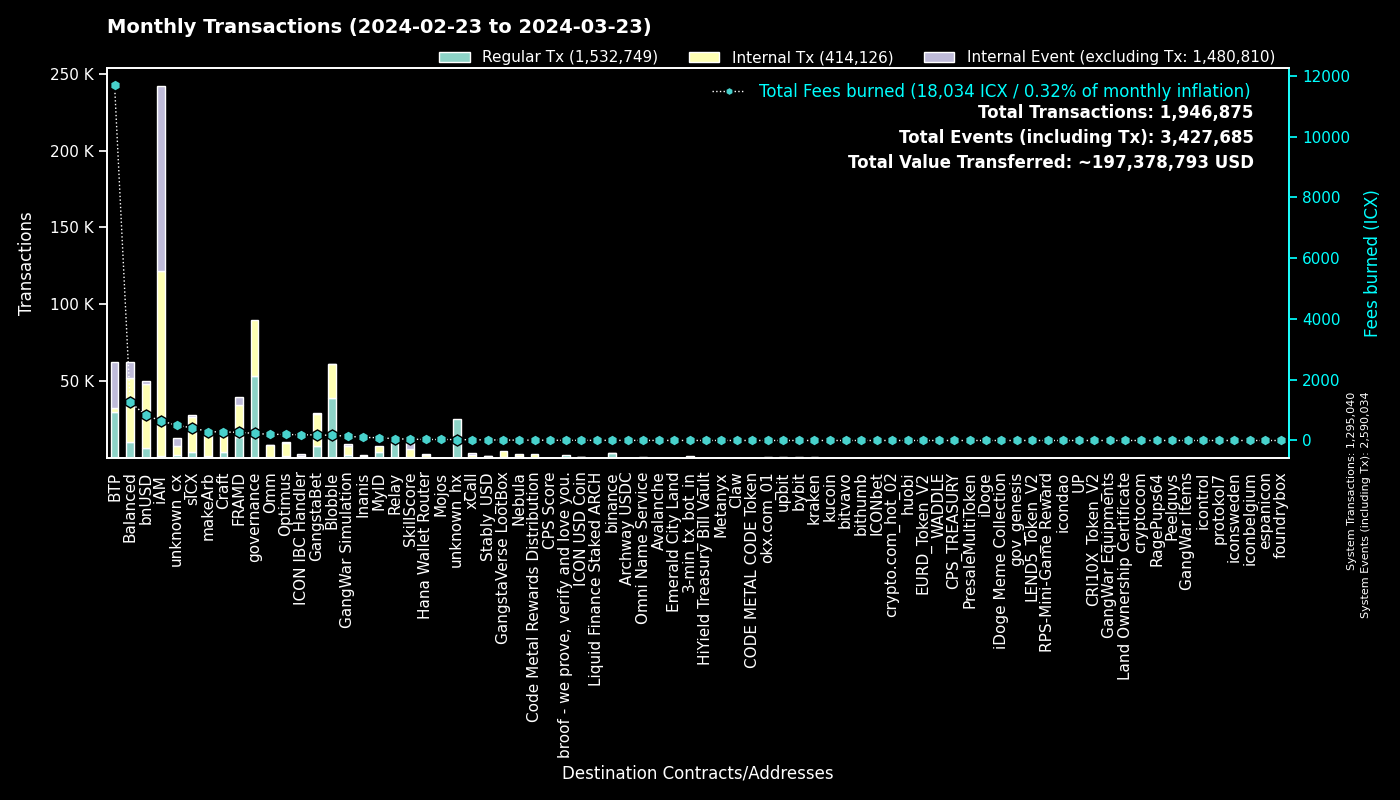 Monthly Transactions (2024-02-23 to 2024-03-23)
Regular Tx (1,532,749)
Internal Tx (414,126)
Internal Event (excluding Tx: 1,480,810)
Total Fees burned (18,034 ICX / 0.32% of monthly inflation)
Total Transactions: 1,946,875
Total Events (including Tx): 3,427,685
Total Value Transferred: ~197,378,793 USD
Transactions
250 K
200 K
150 K
100 K
50 K
12000
10000
8000
6000
4000
2000
0
Fees burned (ICX)
System Transactions: 1,295,040
System Events (including Tx): 2,590,034
BTP
Balanced
bnUSD
iAM
unknown_cx
sICX
makeArb
Craft
FRAMD
governance
Omm
Optimus
ICON IBC Handler
GangstaBet
Blobble
GangWar Simulation
Inanis
MyID
Relay
SkillScore
Hana Wallet Router
Mojos
unknown_hx
xCall
Stably_USD
GangstaVerse LootBox
Nebula
Code Metal Rewards Distribution
CPS Score
broof - we prove, verify and love you.
ICON USD Coin
Liquid Finance Staked ARCH
binance
Archway USDC
Omni Name Service
Avalanche
Emerald City Land
3-min_tx_bot_in
HiYield Treasury Bill Vault
Metanyx
Claw
CODE METAL CODE Token
okx.com_01
upbit
bybit
kraken
kucoin
bitvavo
bithumb
ICONbet
crypto.com_hot_02
huobi
EURD_Token_V2
WADDLE
CPS_TREASURY
PresaleMultiToken
iDoge
iDoge Meme Collection
gov_genesis
LEND5_Token_V2
RPS-Mini-Game Reward
icondao
UP
CRI10X_Token_V2
GangWar Equipments
Land Ownership Certificate
cryptocom
RagePups64
Peelguys
GangWar Items
icontrol
protokol7
iconsweden
iconbelgium
espanicon
foundrybox
Destination Contracts/Addresses